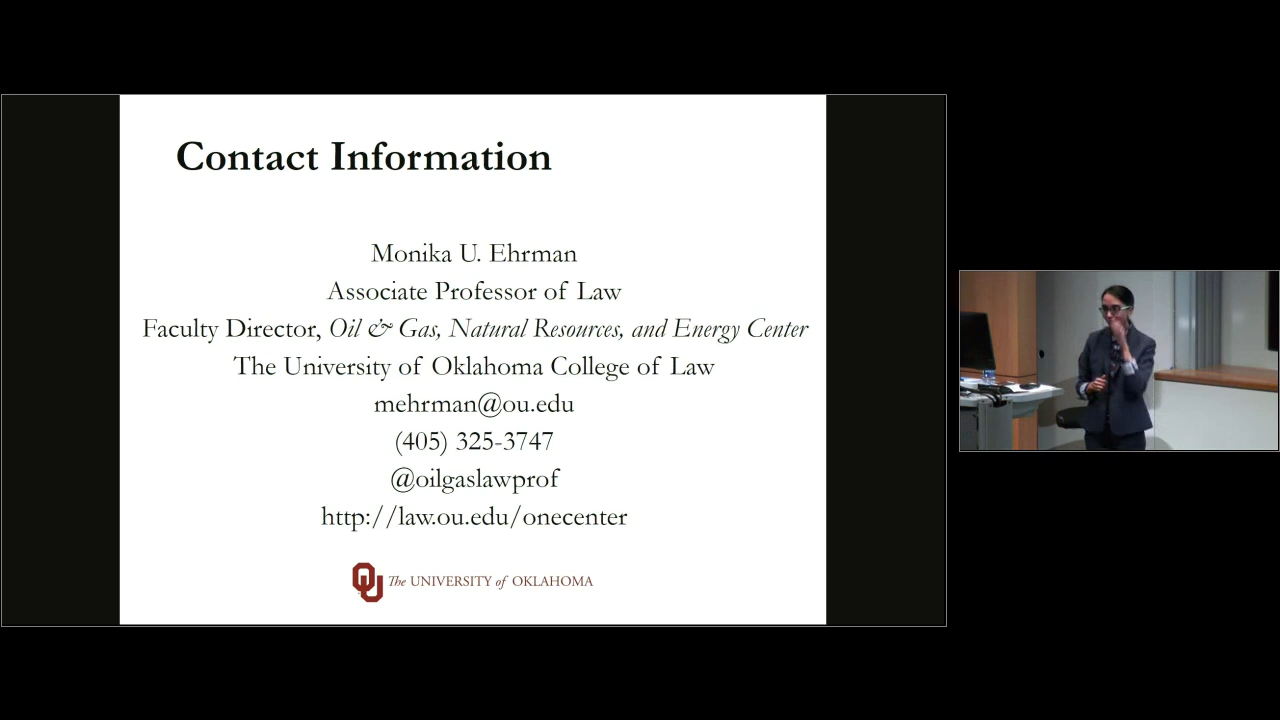 Contact Information
Monika U. Ehrman
Associate Professor of Law
Faculty Director, Oil & Gas, Natural Resources, and Energy Center
The University of Oklahoma College of Law
mehrman@ou.edu
(405) 325-3747
@oilgaslawprof
http://law.ou.edu/onecenter
OU The UNIVERSITY of OKLAHOMA